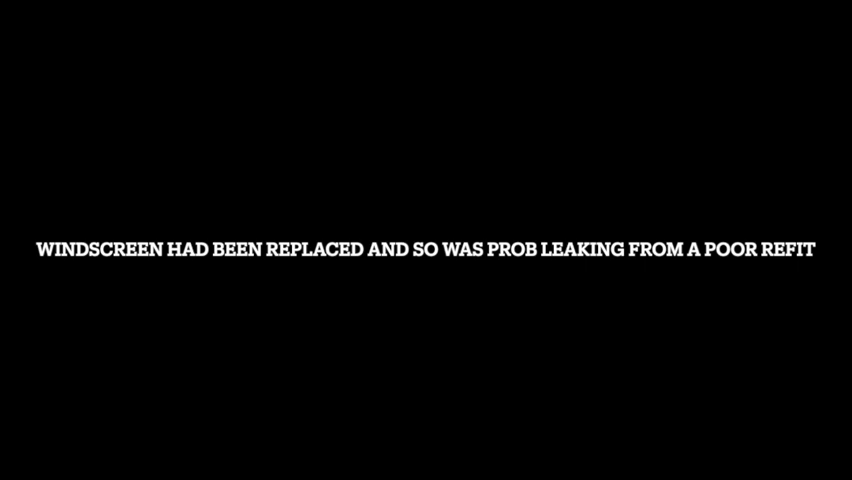 WINDSCREEN HAD BEEN REPLACED AND SO WAS PROB LEAKING FROM A POOR REFIT